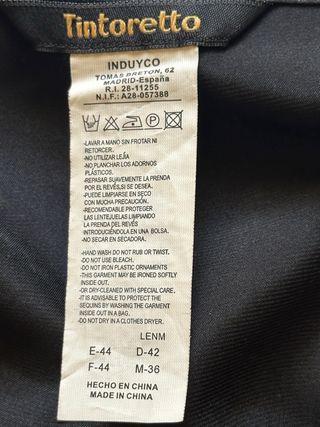 Tintoretto
INDUYCO
TOMAS BRETON, 62
MADRID-España
R.I. 28-11255
N.I.F.: A28-057388
P
-LAVAR A MANO SIN FROTAR NI
RETORCER.
-NO UTILIZAR LEJÍA
-NO PLANCHAR LOS ADORNOS
PLÁSTICOS.
-REPASAR SUAVEMENTE LA PRENDA
POR EL REVÉS,SI SE DESEA.
-PUEDE LIMPIARSE EN SECO
CON MUCHA PRECAUCIÓN.
-RECOMENDABLE PROTEGER
LAS LENTEJUELAS LIMPIANDO
LA PRENDA DEL REVÉS
INTRODUCIÉNDOLA EN UNA BOLSA.
-NO SECAR EN SECADORA.
-HAND WASH DO NOT RUB OR TWIST.
-DO NOT USE BLEACH.
-DO NOT IRON PLASTIC ORNAMENTS
-THIS GARMENT MAY BE IRONED SOFTLY
INSIDE OUT.
-OR DRY-CLEANED WITH SPECIAL CARE.
-IT IS ADVISABLE TO PROTECT THE
SEQUINS BY WASHING THE GARMENT
INSIDE OUT IN A BAG.
-DO NOT DRY IN A CLOTHES DRYER.
LENM
E-44 D-42
F-44 M-36
HECHO EN CHINA
MADE IN CHINA